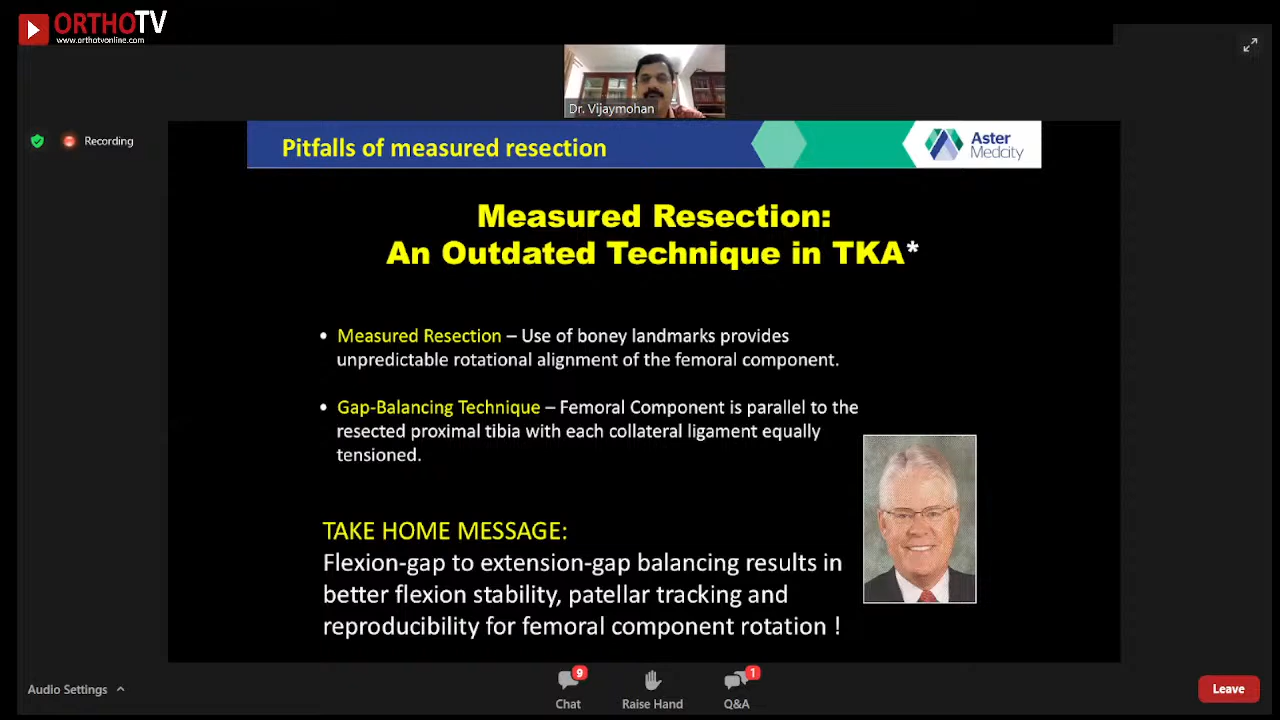 ORTHOTV
www.orthotvonline.com
Dr. Vijaymohan
Recording
Pitfalls of measured resection
Aster
Medcity
Measured Resection:
An Outdated Technique in TKA*
• Measured Resection – Use of boney landmarks provides
unpredictable rotational alignment of the femoral component.
• Gap-Balancing Technique – Femoral Component is parallel to the
resected proximal tibia with each collateral ligament equally
tensioned.
TAKE HOME MESSAGE:
Flexion-gap to extension-gap balancing results in
better flexion stability, patellar tracking and
reproducibility for femoral component rotation !
Audio Settings
9
Chat
Raise Hand
1
Q&A
Leave